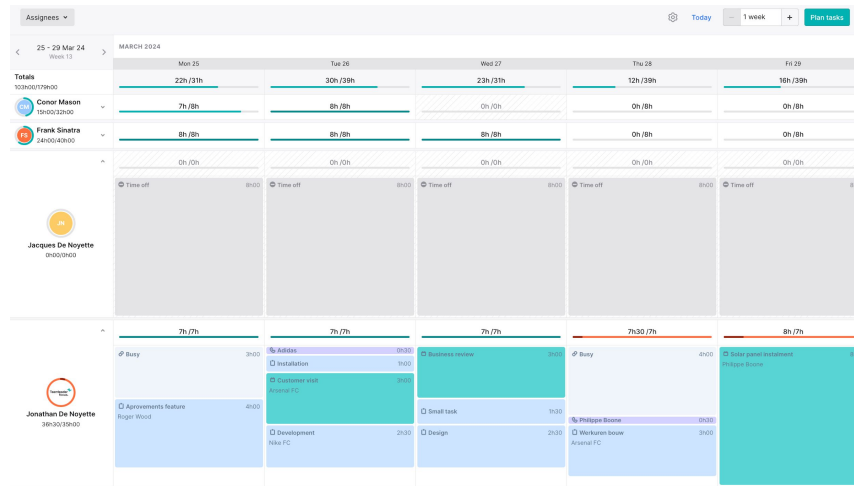 Assignees
Today
1 week
Plan tasks
25 - 29 Mar 24
Week 13
MARCH 2024
Mon 25
Tue 26
Wed 27
Thu 28
Fri 29
Totals
103h00/179h00
22h /31h
30h /39h
23h /31h
12h /39h
16h /39h
CM
Conor Mason
15h00/32h00
7h /8h
8h /8h
0h /0h
0h /8h
0h /8h
FS
Frank Sinatra
24h00/40h00
8h /8h
8h /8h
8h /8h
0h /8h
0h /8h
0h /0h
0h /0h
0h /0h
0h /0h
0h /0h
JN
Jacques De Noyette
0h00/0h00
Time off 8h00
Time off 8h00
Time off 8h00
Time off 8h00
Time off 8
7h /7h
7h /7h
7h /7h
7h30 /7h
8h /7h
Jonathan De Noyette
36h30/35h00
Busy 3h00
Aprovements feature 4h00
Roger Wood
Adidas 0h30
Installation 1h00
Customer visit 3h00
Arsenal FC
Development 2h30
Nike FC
Business review 3h00
Small task 1h30
Design 2h30
Busy 4h00
Philippe Boone 0h30
Werkuren bouw 3h00
Arsenal FC
Solar panel instalment 8
Philippe Boone